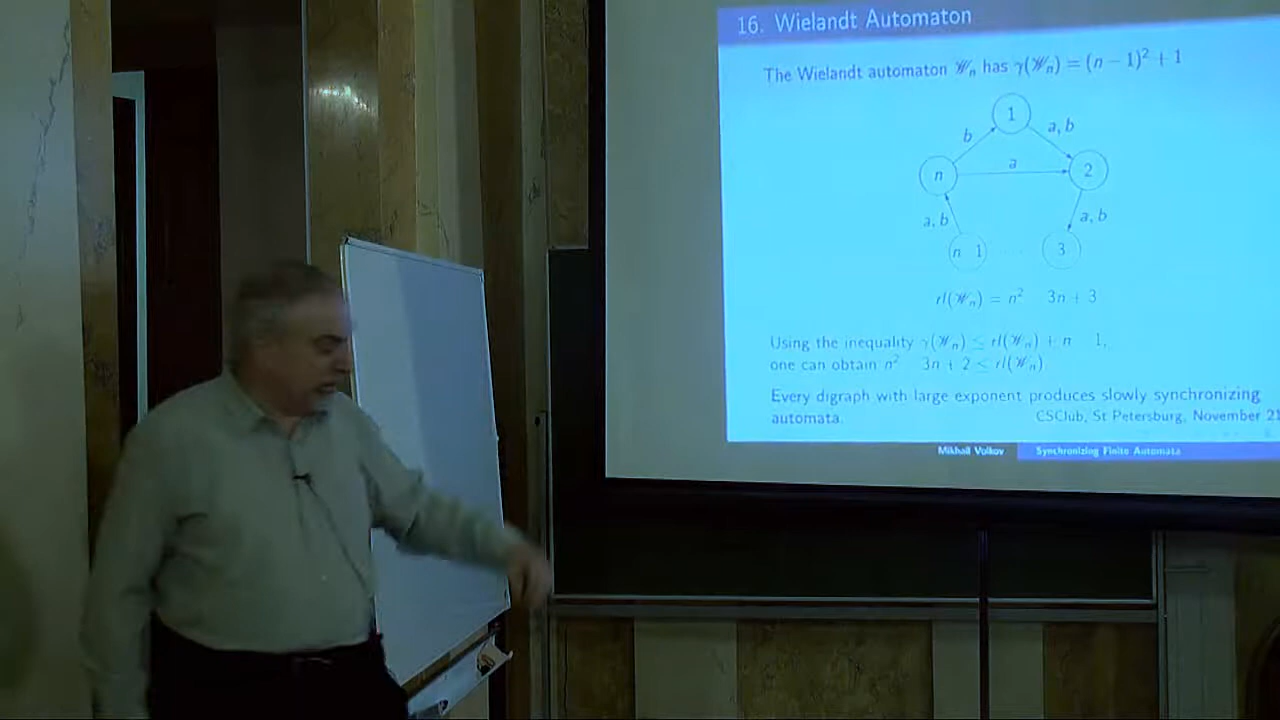 16. Wielandt Automaton
The Wielandt automaton 𝒲n has γ(𝒲n) = (n − 1)² + 1
1
b
a, b
n
a
2
a, b
a, b
n 1
3
rl(𝒲n) = n² 3n + 3
Using the inequality γ(𝒲n) ≤ rl(𝒲n) + n 1,
one can obtain n² 3n + 2 ≤ rl(𝒲n)
Every digraph with large exponent produces slowly synchronizing
automata.
CSClub, St Petersburg, November
Mikhail Volkov Synchronizing Finite Automata